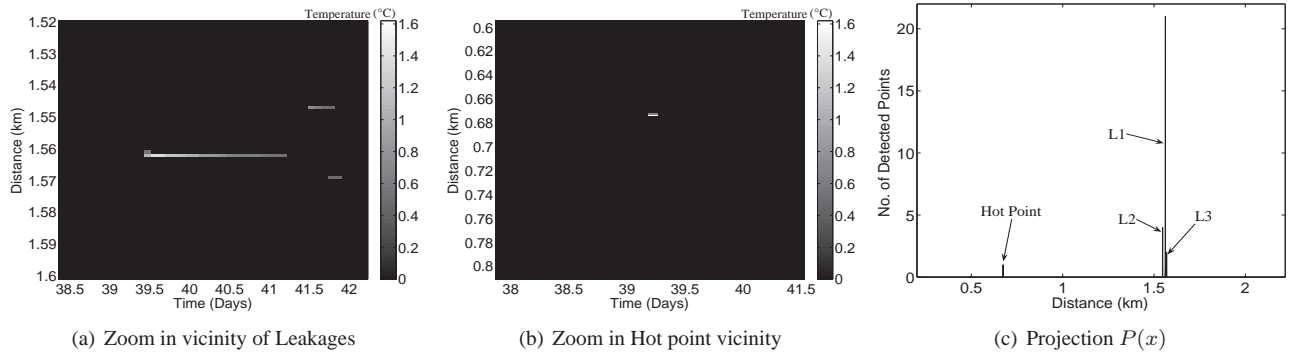 Temperature (°C)
1.52
1.53
1.54
1.55
1.56
1.57
1.58
1.59
1.6
Distance (km)
38.5 39 39.5 40 40.5 41 41.5 42
Time (Days)
1.6
1.4
1.2
1
0.8
0.6
0.4
0.2
0
(a) Zoom in vicinity of Leakages
Temperature (°C)
0.6
0.62
0.64
0.66
0.68
0.7
0.72
0.74
0.76
0.78
0.8
Distance (km)
38 38.5 39 39.5 40 40.5 41 41.5
Time (Days)
1.6
1.4
1.2
1
0.8
0.6
0.4
0.2
0
(b) Zoom in Hot point vicinity
20
15
10
5
0
No. of Detected Points
L1
L2
L3
Hot Point
0.5 1 1.5 2
Distance (km)
(c) Projection P(x)